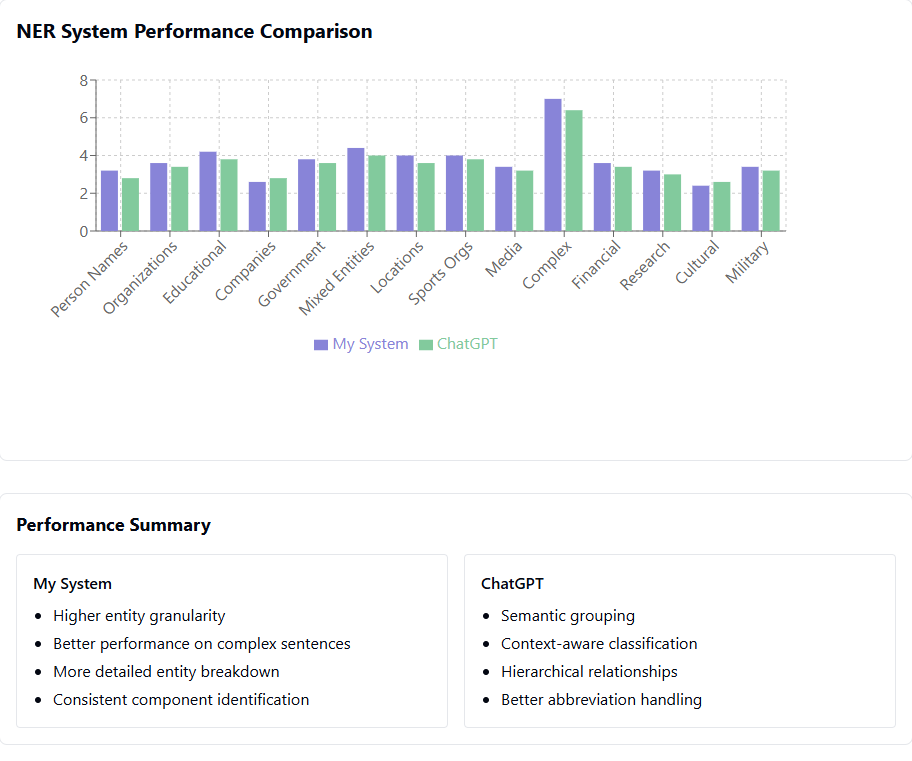 NER System Performance Comparison
8
6
4
2
0
Person Names
Organizations
Educational
Companies
Government
Mixed Entities
Locations
Sports Orgs
Media
Complex
Financial
Research
Cultural
Military
My System
ChatGPT
Performance Summary
My System
Higher entity granularity
Better performance on complex sentences
More detailed entity breakdown
Consistent component identification
ChatGPT
Semantic grouping
Context-aware classification
Hierarchical relationships
Better abbreviation handling